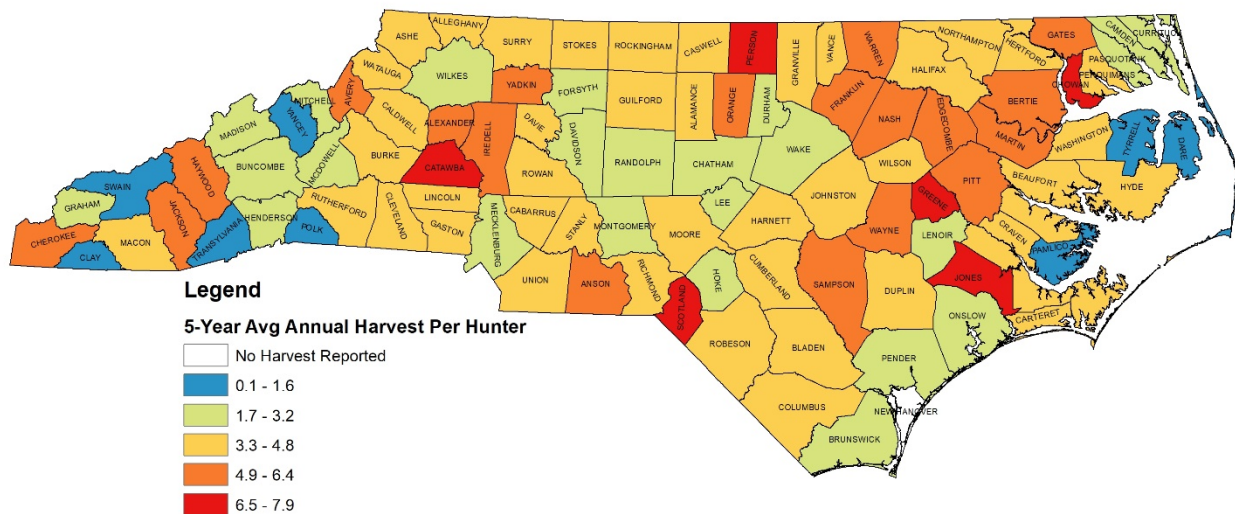 ALLEGHANY
ASHE
SURRY
STOKES
ROCKINGHAM
CASWELL
PERSON
GRANVILLE
VANCE
WARREN
NORTHAMPTON
HERTFORD
GATES
CAMDEN
CURRITUCK
PASQUOTANK
PERQUIMANS
CHOWAN
WATAUGA
WILKES
YADKIN
FORSYTH
GUILFORD
ALAMANCE
ORANGE
DURHAM
FRANKLIN
HALIFAX
BERTIE
MITCHELL
AVERY
YANCEY
CALDWELL
ALEXANDER
IREDELL
DAVIE
DAVIDSON
RANDOLPH
CHATHAM
WAKE
NASH
EDGECOMBE
MARTIN
WASHINGTON
TYRRELL
DARE
MADISON
BUNCOMBE
MCDOWELL
BURKE
CATAWBA
ROWAN
WILSON
PITT
BEAUFORT
HYDE
SWAIN
HAYWOOD
GRAHAM
JACKSON
HENDERSON
RUTHERFORD
CLEVELAND
LINCOLN
GASTON
MECKLENBURG
CABARRUS
STANLY
MONTGOMERY
MOORE
LEE
HARNETT
JOHNSTON
WAYNE
GREENE
LENOIR
CRAVEN
PAMLICO
CHEROKEE
CLAY
MACON
TRANSYLVANIA
POLK
UNION
ANSON
RICHMOND
SCOTLAND
HOKE
CUMBERLAND
SAMPSON
DUPLIN
JONES
CARTERET
ONSLOW
ROBESON
BLADEN
PENDER
COLUMBUS
NEW HANOVER
BRUNSWICK
Legend
5-Year Avg Annual Harvest Per Hunter
No Harvest Reported
0.1 - 1.6
1.7 - 3.2
3.3 - 4.8
4.9 - 6.4
6.5 - 7.9